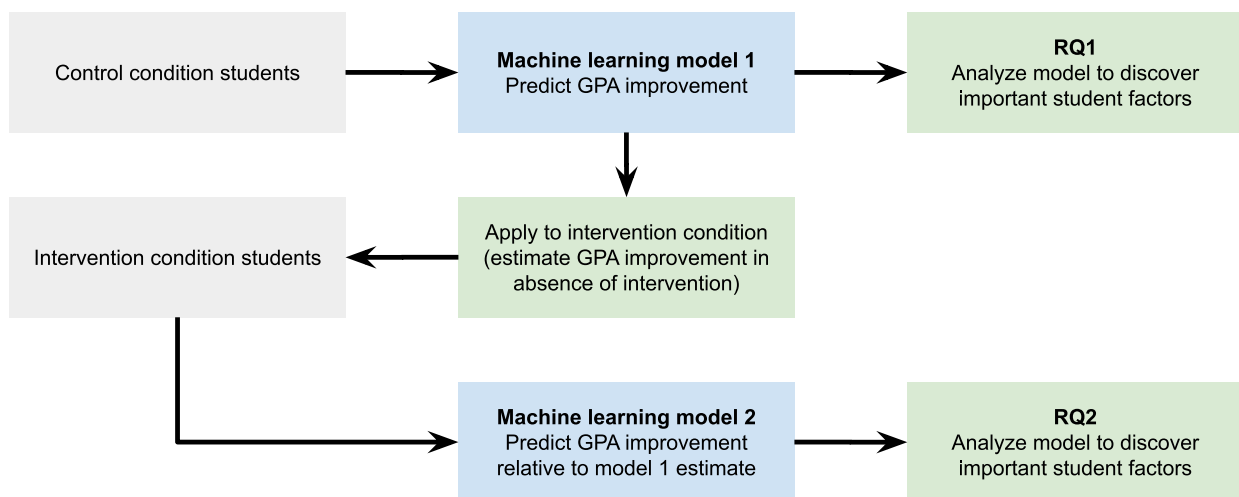 Control condition students
Machine learning model 1
Predict GPA improvement
RQ1
Analyze model to discover
important student factors
Intervention condition students
Apply to intervention condition
(estimate GPA improvement in
absence of intervention)
Machine learning model 2
Predict GPA improvement
relative to model 1 estimate
RQ2
Analyze model to discover
important student factors